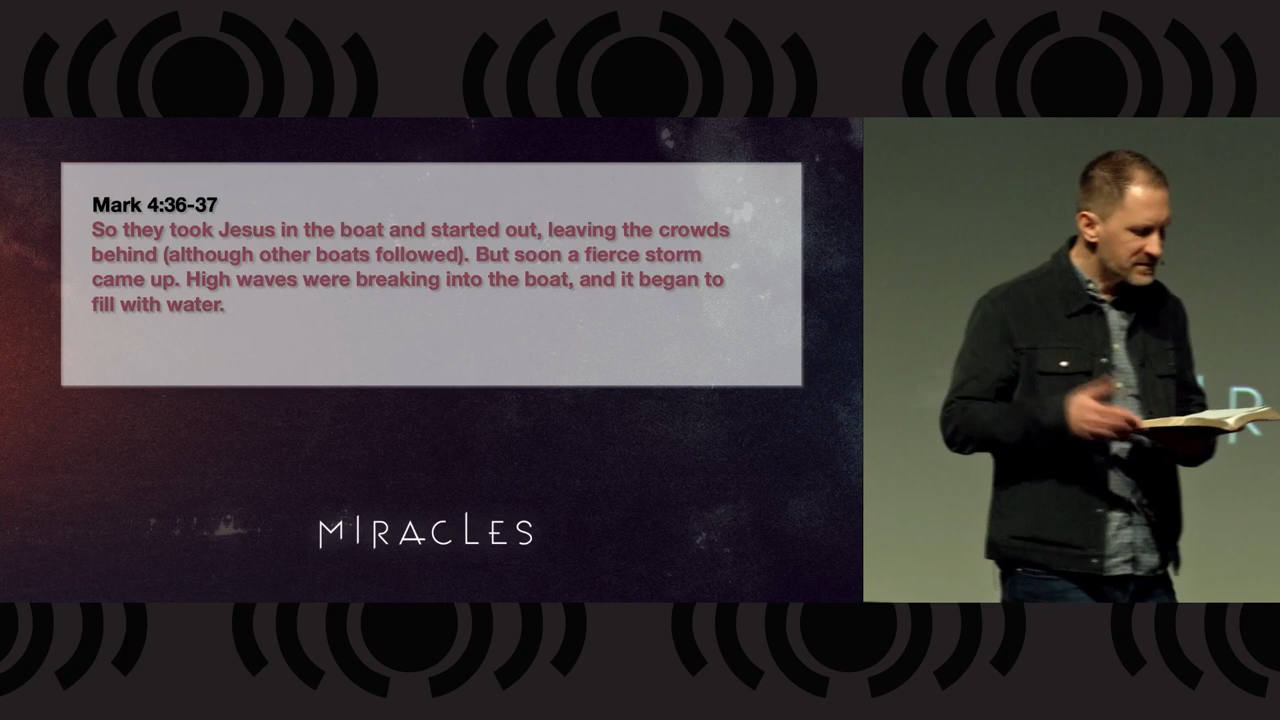 Mark 4:36-37
So they took Jesus in the boat and started out, leaving the crowds
behind (although other boats followed). But soon a fierce storm
came up. High waves were breaking into the boat, and it began to
fill with water.
MIRACLES
R